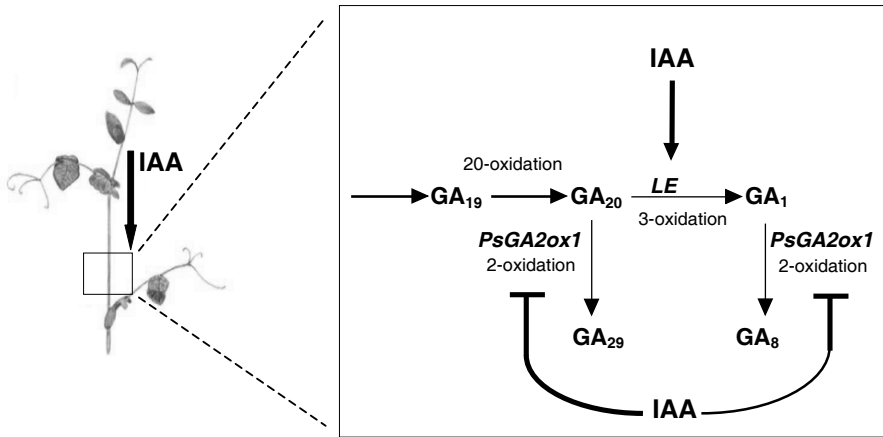 IAA
IAA
20-oxidation
GA19 GA20 LE GA1
3-oxidation
PsGA2ox1 PsGA2ox1
2-oxidation 2-oxidation
GA29 GA8
IAA